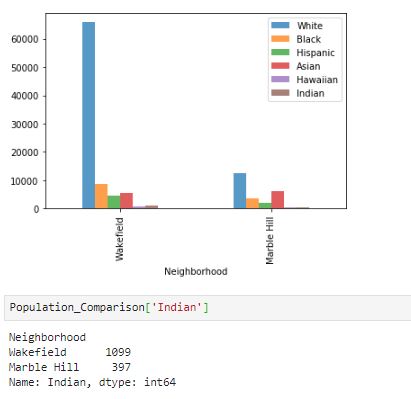 60000
50000
40000
30000
20000
10000
0
White
Black
Hispanic
Asian
Hawaiian
Indian
Wakefield
Marble Hill
Neighborhood
Population_Comparison['Indian']
Neighborhood
Wakefield 1099
Marble Hill 397
Name: Indian, dtype: int64